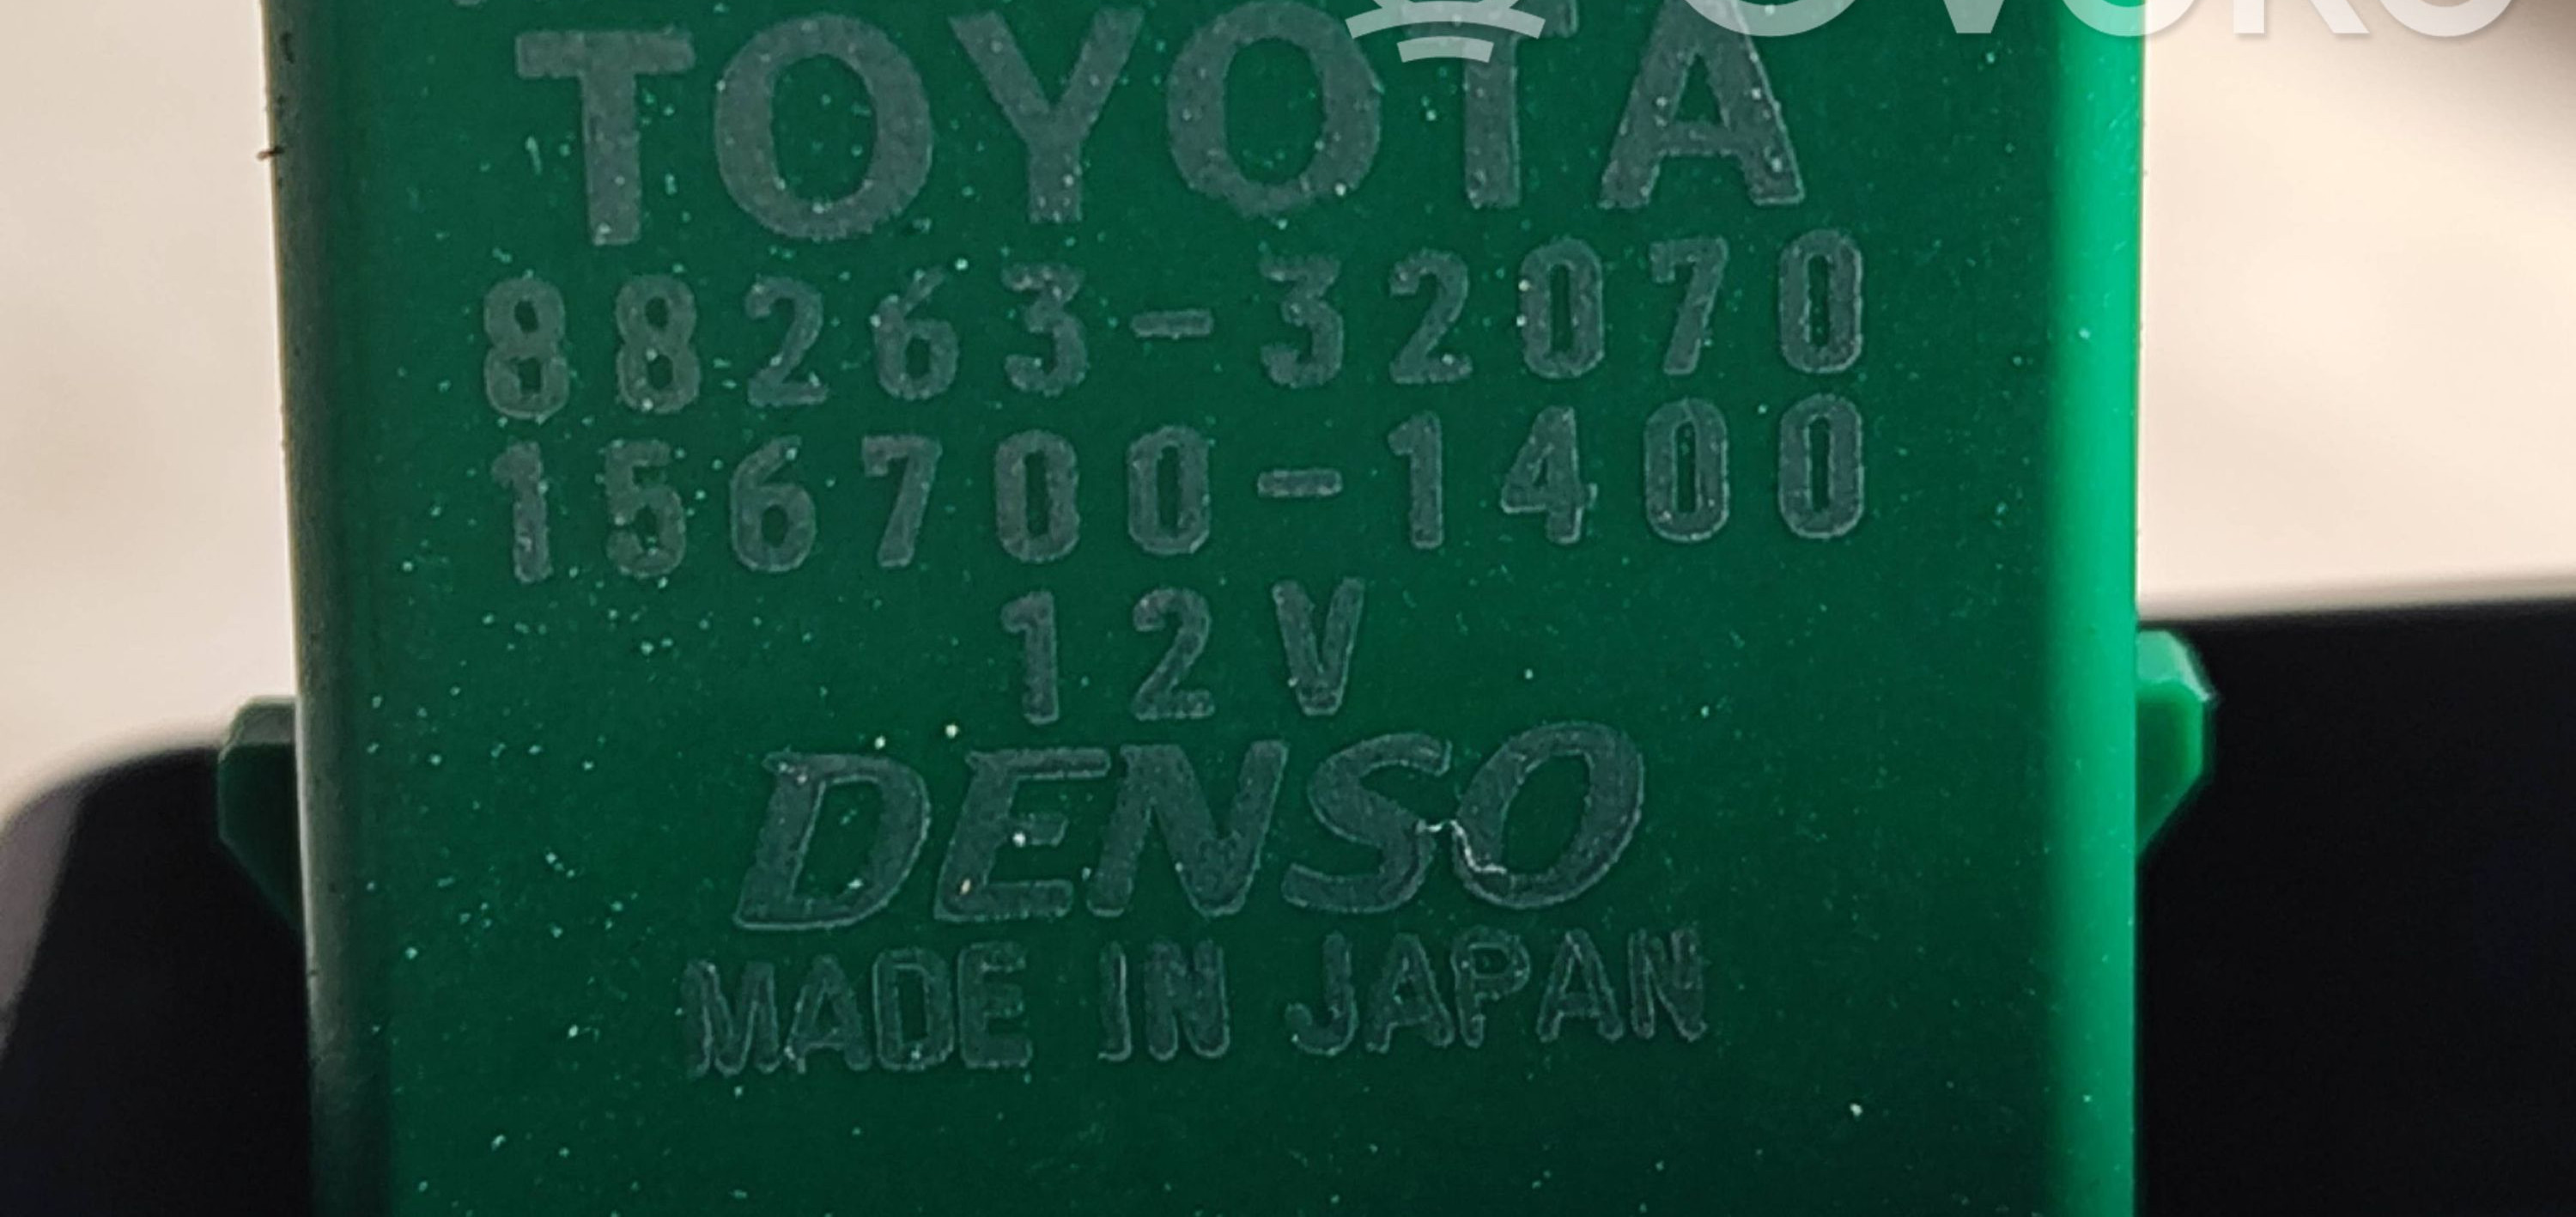 TOYOTA
88263-32070
156700-1400
12V
DENSO
MADE IN JAPAN